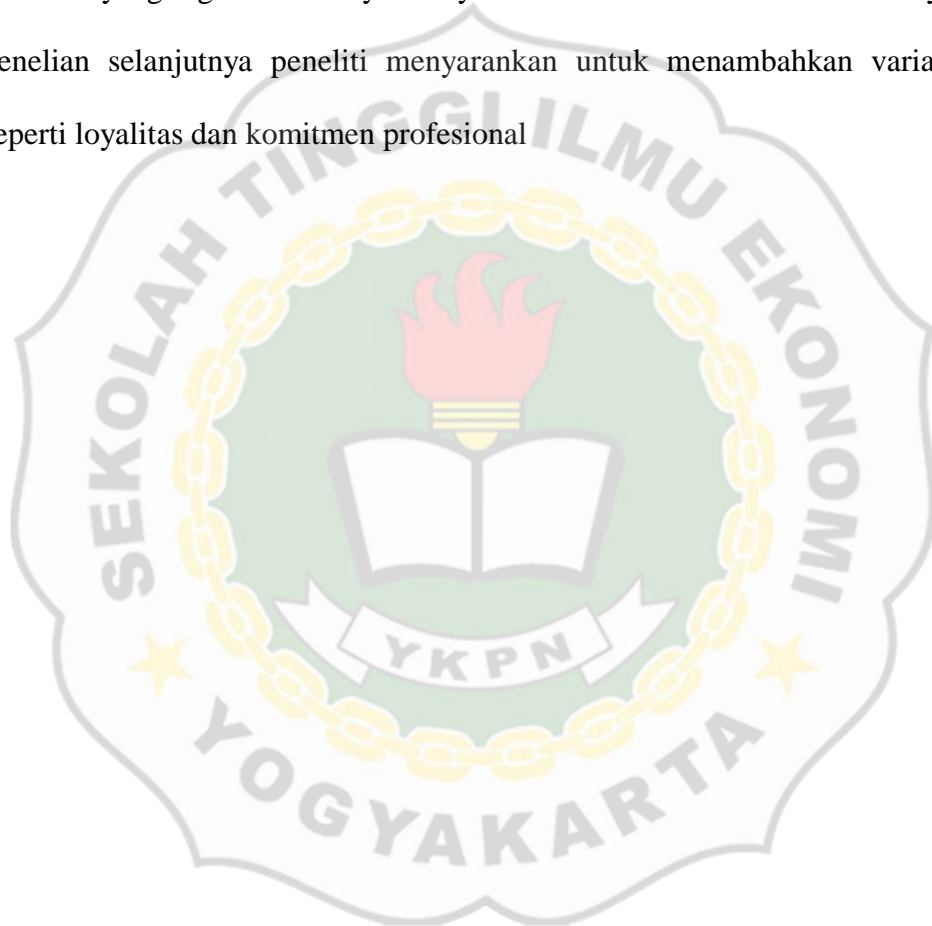 enelian selanjutnya peneliti menyarankan untuk menambahkan varia
eperti loyalitas dan komitmen profesional
SEKOLAH TINGGI ILMU EKONOMI
YKPN
YOGYAKARTA